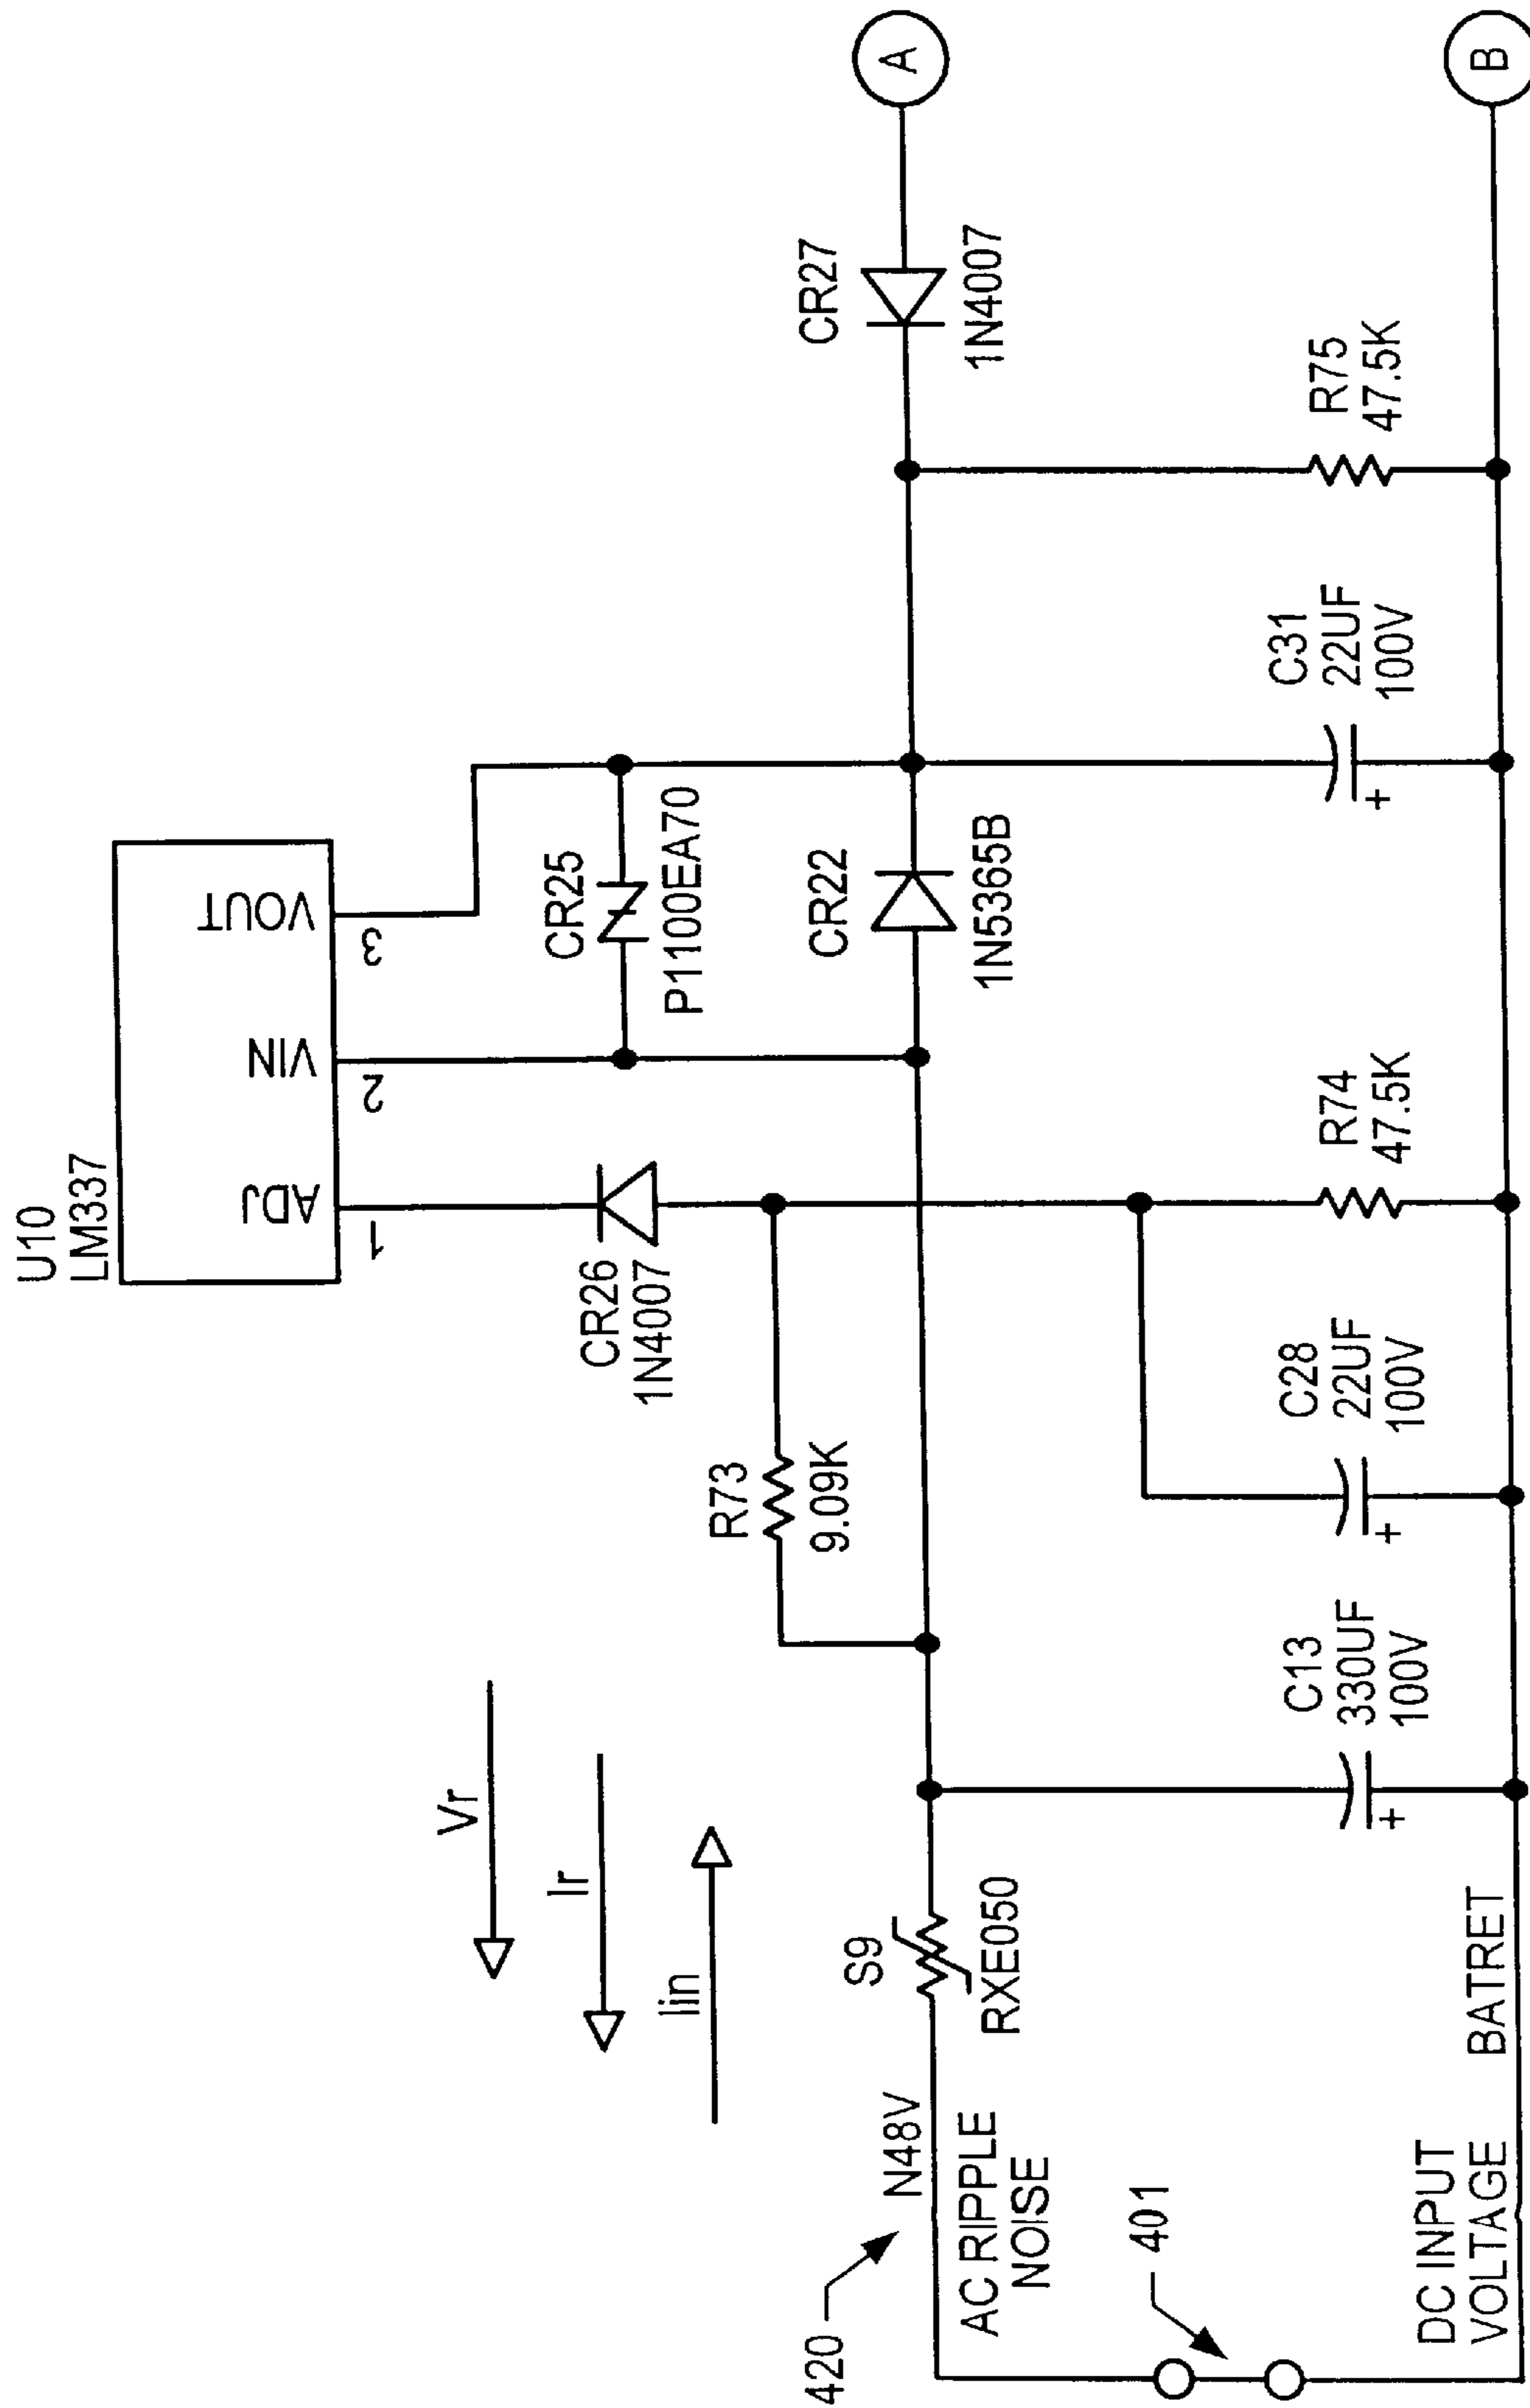 U10
LM337
ADJ
VIN
VOUT
1
2
3
Vr
Ir
Iin
CR26
1N4007
CR25
P1100EA70
R73
9.09K
CR22
1N5365B
CR27
1N4007
A
S9
RXE050
420
N48V
AC RIPPLE
NOISE
401
C13
330UF
100V
C28
22UF
100V
R74
47.5K
C31
22UF
100V
R75
47.5K
+
+
+
DC INPUT
VOLTAGE
BATRET
B